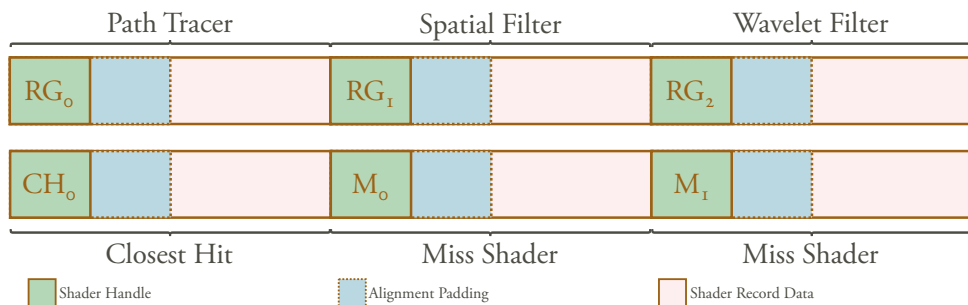 Path Tracer Spatial Filter Wavelet Filter
RG₀ RG₁ RG₂
CH₀ M₀ M₁
Closest Hit Miss Shader Miss Shader
Shader Handle Alignment Padding Shader Record Data